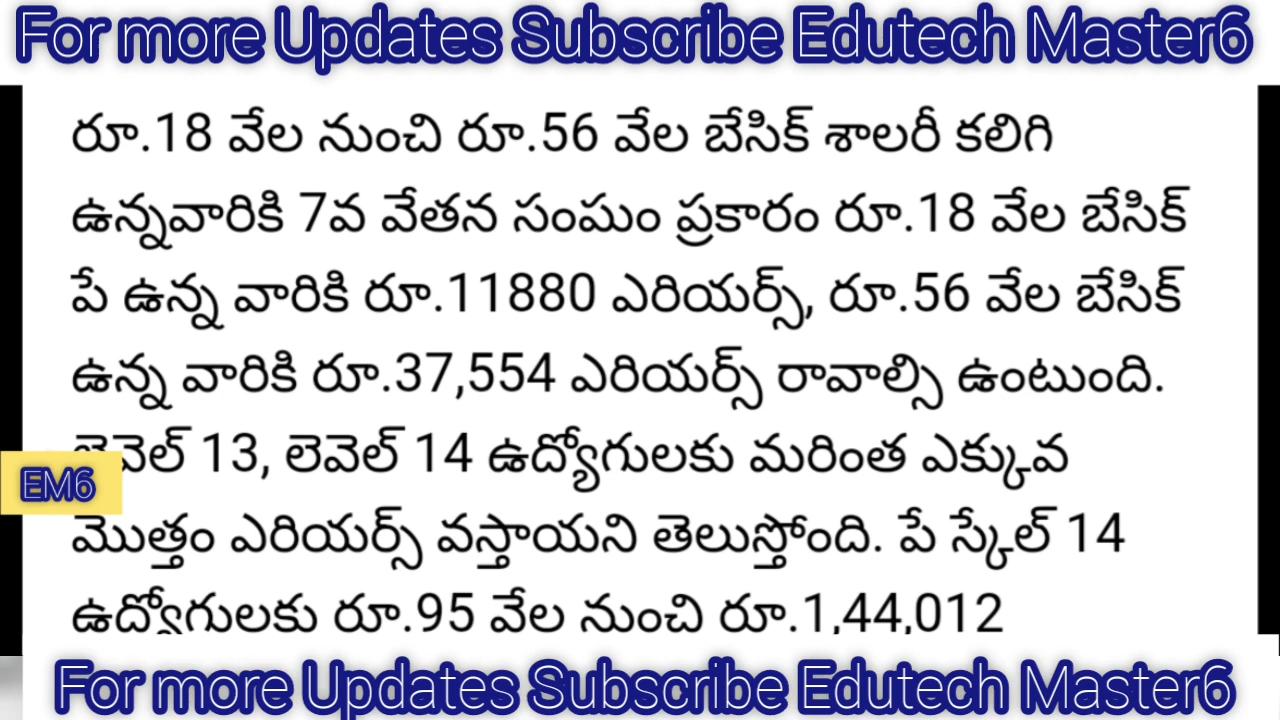 For more Updates Subscribe Edutech Master6
రూ.18 వేల నుంచి రూ.56 వేల బేసిక్ శాలరీ కలిగి
ఉన్నవారికి 7వ వేతన సంఘం ప్రకారం రూ.18 వేల బేసిక్
పే ఉన్న వారికి రూ.11880 ఎరియర్స్, రూ.56 వేల బేసిక్
ఉన్న వారికి రూ.37,554 ఎరియర్స్ రావాల్సి ఉంటుంది.
లెవెల్ 13, లెవెల్ 14 ఉద్యోగులకు మరింత ఎక్కువ
EM6
మొత్తం ఎరియర్స్ వస్తాయని తెలుస్తోంది. పే స్కేల్ 14
ఉద్యోగులకు రూ.95 వేల నుంచి రూ.1,44,012
For more Updates Subscribe Edutech Master6